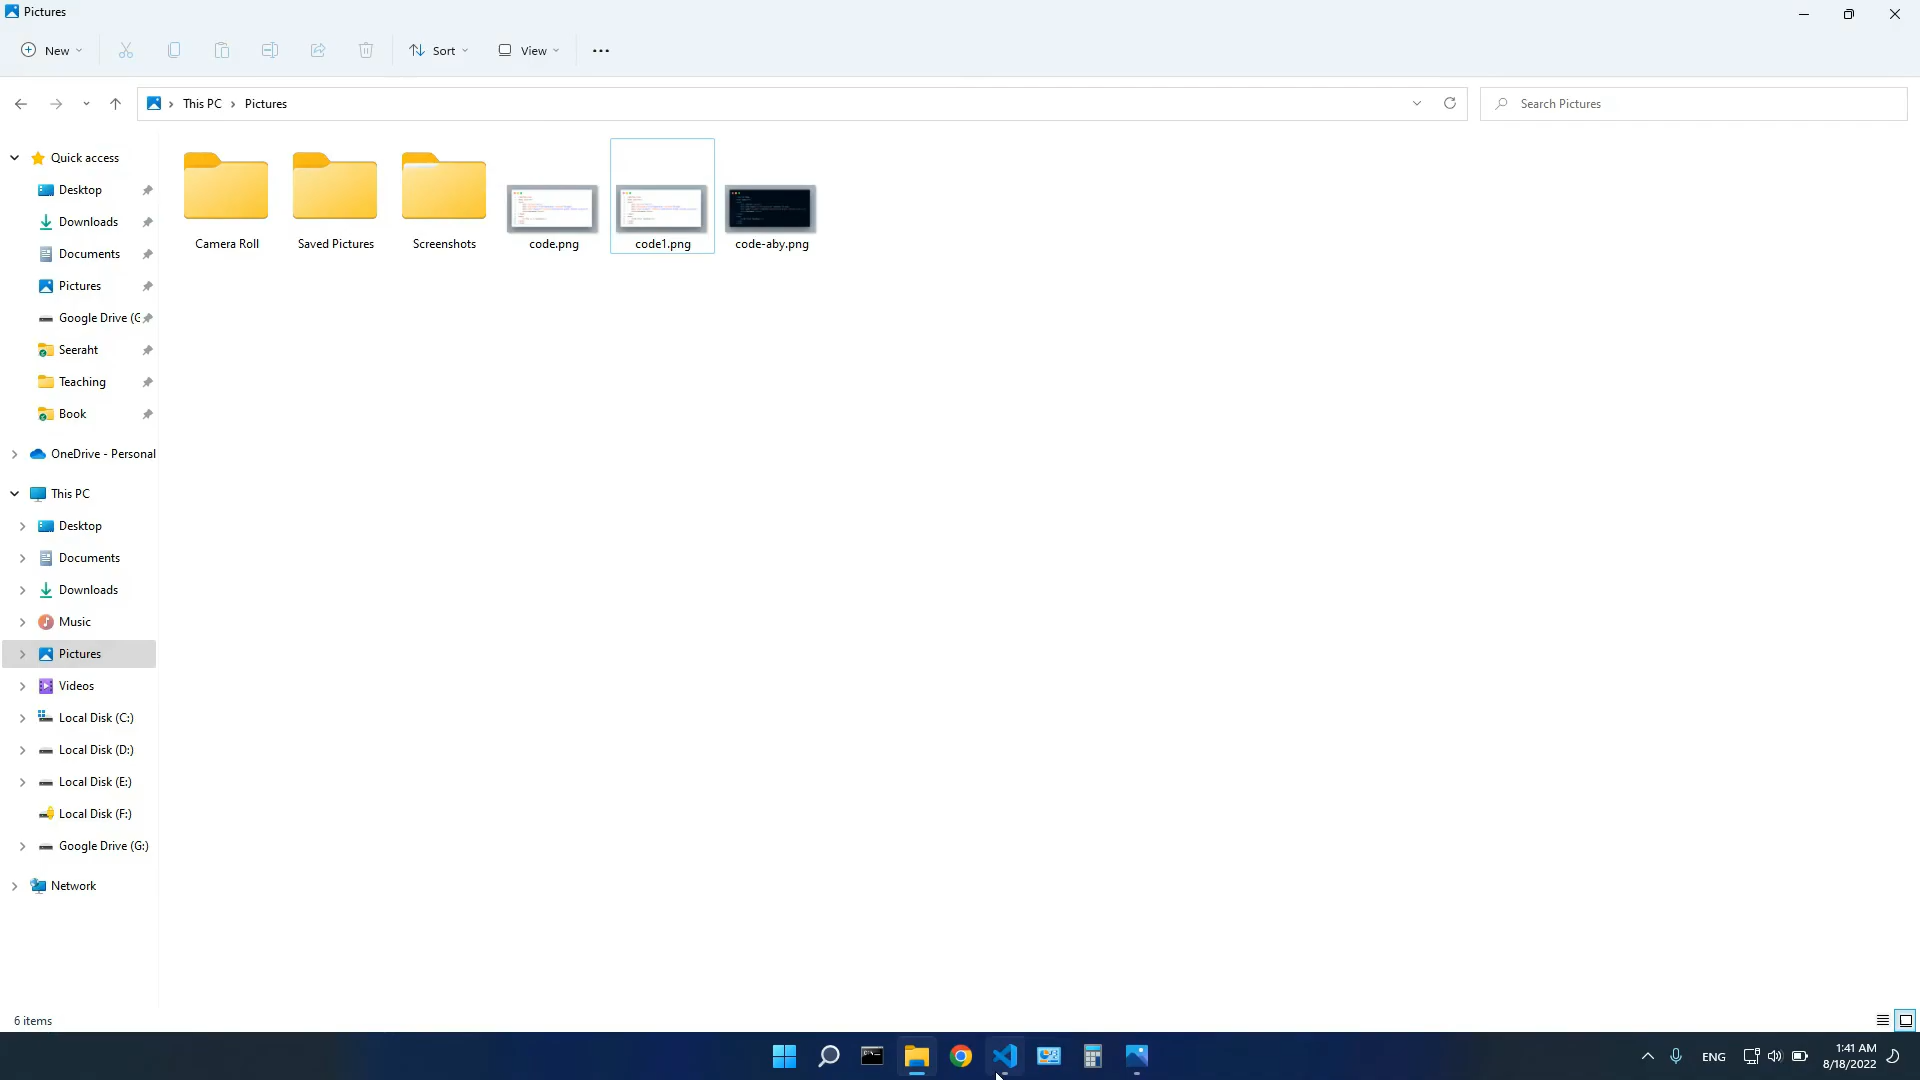 Pictures
New
Sort
View
This PC
Pictures
Search Pictures
Quick access
Desktop
Downloads
Documents
Pictures
Google Drive (G
Seeraht
Teaching
Book
OneDrive - Personal
This PC
Desktop
Documents
Downloads
Music
Pictures
Videos
Local Disk (C:)
Local Disk (D:)
Local Disk (E:)
Local Disk (F:)
Google Drive (G:)
Network
Camera Roll
Saved Pictures
Screenshots
code.png
code1.png
code-aby.png
6 items
ENG
1:41 AM
8/18/2022